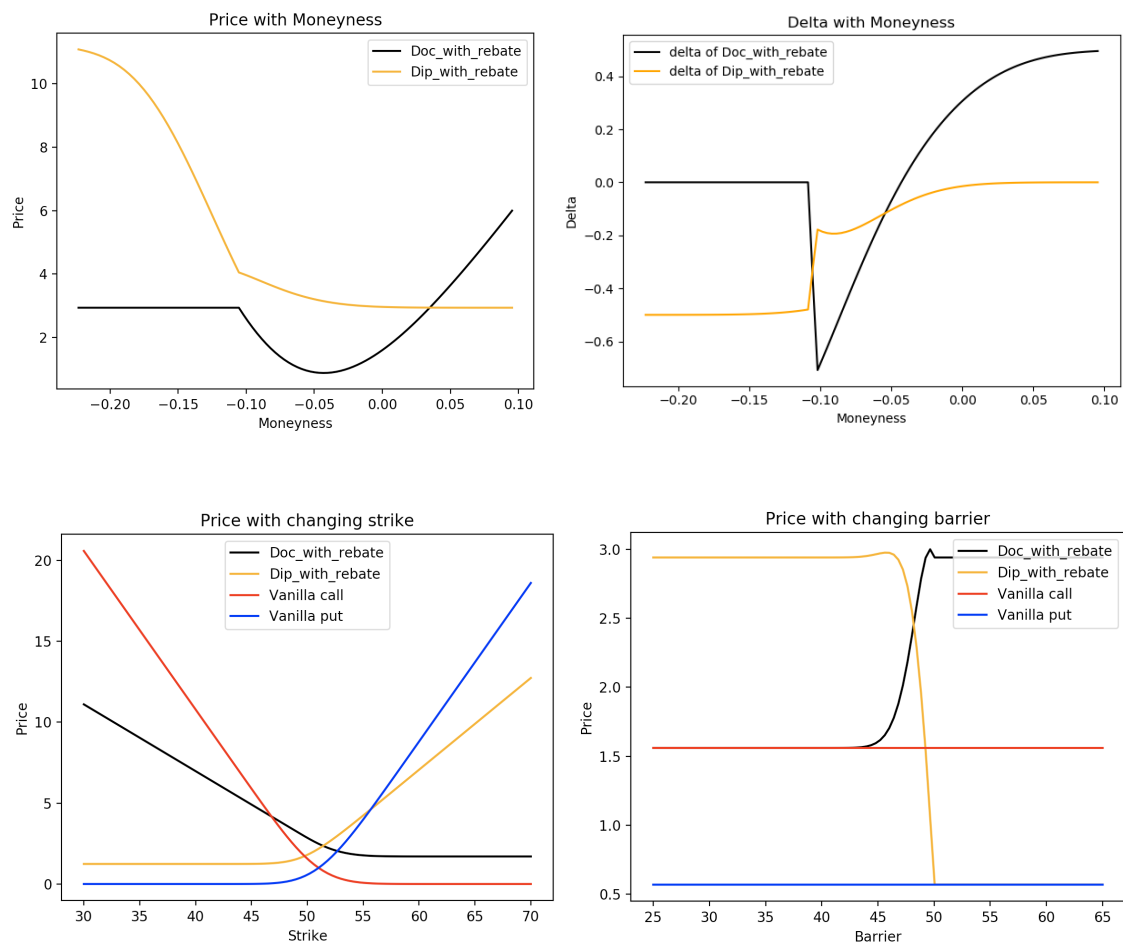 Price with Moneyness
Doc_with_rebate
Dip_with_rebate
10
8
6
4
2
Price
−0.20 −0.15 −0.10 −0.05 0.00 0.05 0.10
Moneyness
Delta with Moneyness
delta of Doc_with_rebate
delta of Dip_with_rebate
0.4
0.2
0.0
−0.2
−0.4
−0.6
Delta
−0.20 −0.15 −0.10 −0.05 0.00 0.05 0.10
Moneyness
Price with changing strike
Doc_with_rebate
Dip_with_rebate
Vanilla call
Vanilla put
20
15
10
5
0
Price
30 35 40 45 50 55 60 65 70
Strike
Price with changing barrier
Doc_with_rebate
Dip_with_rebate
Vanilla call
Vanilla put
3.0
2.5
2.0
1.5
1.0
0.5
Price
25 30 35 40 45 50 55 60 65
Barrier